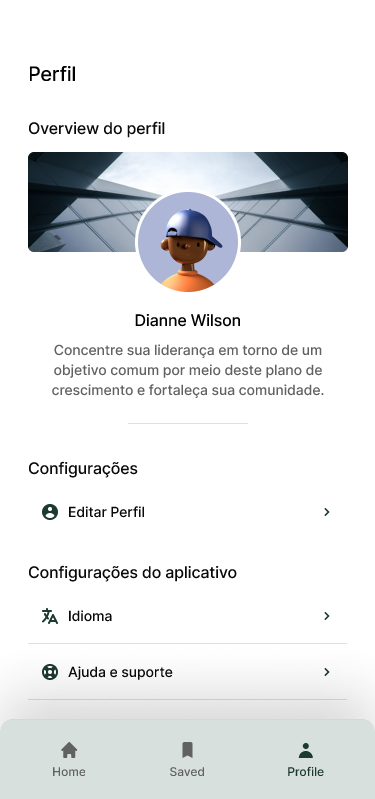 Perfil
Overview do perfil
Dianne Wilson
Concentre sua liderança em torno de um
objetivo comum por meio deste plano de
crescimento e fortaleça sua comunidade.
Configurações
Editar Perfil
Configurações do aplicativo
Idioma
Ajuda e suporte
Home
Saved
Profile